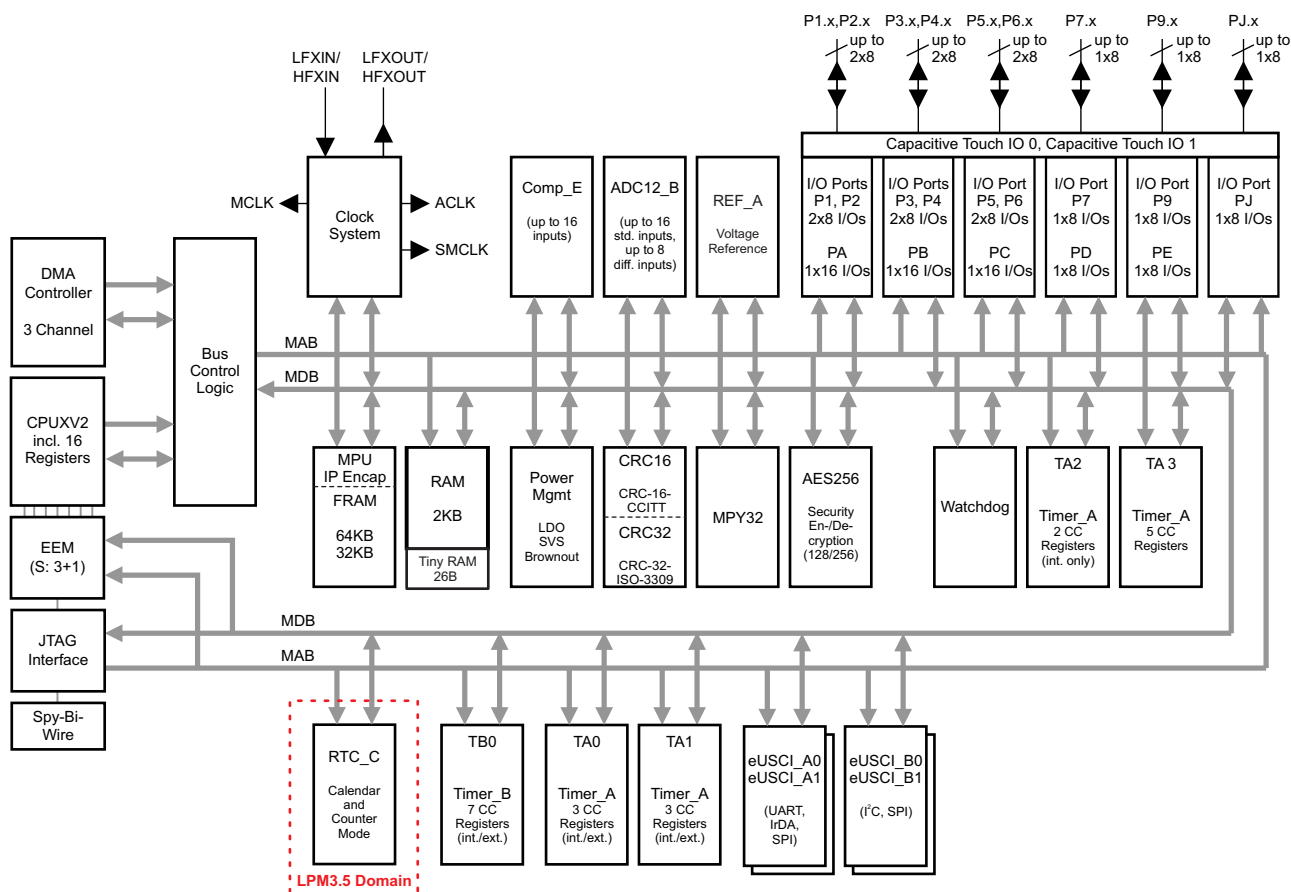 P1.x,P2.x
up to
2x8
P3.x,P4.x
up to
2x8
P5.x,P6.x
up to
2x8
P7.x
up to
1x8
P9.x
up to
1x8
PJ.x
up to
1x8
LFXIN/
HFXIN
LFXOUT/
HFXOUT
Capacitive Touch IO 0, Capacitive Touch IO 1
MCLK
Clock
System
ACLK
SMCLK
Comp_E
(up to 16
inputs)
ADC12_B
(up to 16
std. inputs,
up to 8
diff. inputs)
REF_A
Voltage
Reference
I/O Ports
P1, P2
2x8 I/Os
PA
1x16 I/Os
I/O Ports
P3, P4
2x8 I/Os
PB
1x16 I/Os
I/O Port
P5, P6
2x8 I/Os
PC
1x16 I/Os
I/O Port
P7
1x8 I/Os
PD
1x8 I/Os
I/O Port
P9
1x8 I/Os
PE
1x8 I/Os
I/O Port
PJ
1x8 I/Os
DMA
Controller
3 Channel
Bus
Control
Logic
MAB
MDB
CPUXV2
incl. 16
Registers
MPU
IP Encap
FRAM
64KB
32KB
RAM
2KB
Tiny RAM
26B
Power
Mgmt
LDO
SVS
Brownout
CRC16
CRC-16-
CCITT
CRC32
CRC-32-
ISO-3309
MPY32
AES256
Security
En-/De-
cryption
(128/256)
Watchdog
TA2
Timer_A
2 CC
Registers
(int. only)
TA 3
Timer_A
5 CC
Registers
EEM
(S: 3+1)
MDB
JTAG
Interface
MAB
Spy-Bi-
Wire
RTC_C
Calendar
and
Counter
Mode
LPM3.5 Domain
TB0
Timer_B
7 CC
Registers
(int./ext.)
TA0
Timer_A
3 CC
Registers
(int./ext.)
TA1
Timer_A
3 CC
Registers
(int./ext.)
eUSCI_A0
eUSCI_A1
(UART,
IrDA,
SPI)
eUSCI_B0
eUSCI_B1
(I²C, SPI)